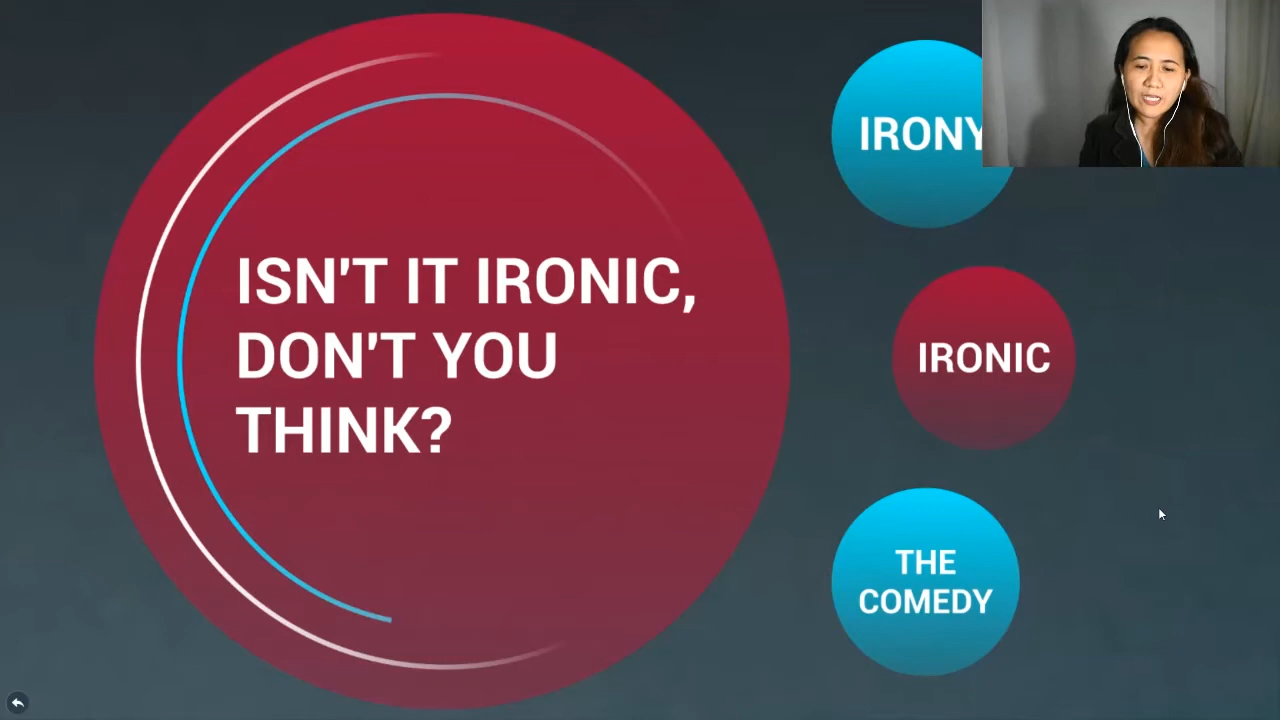 ISN'T IT IRONIC,
DON'T YOU
THINK?
IRONY
IRONIC
THE
COMEDY